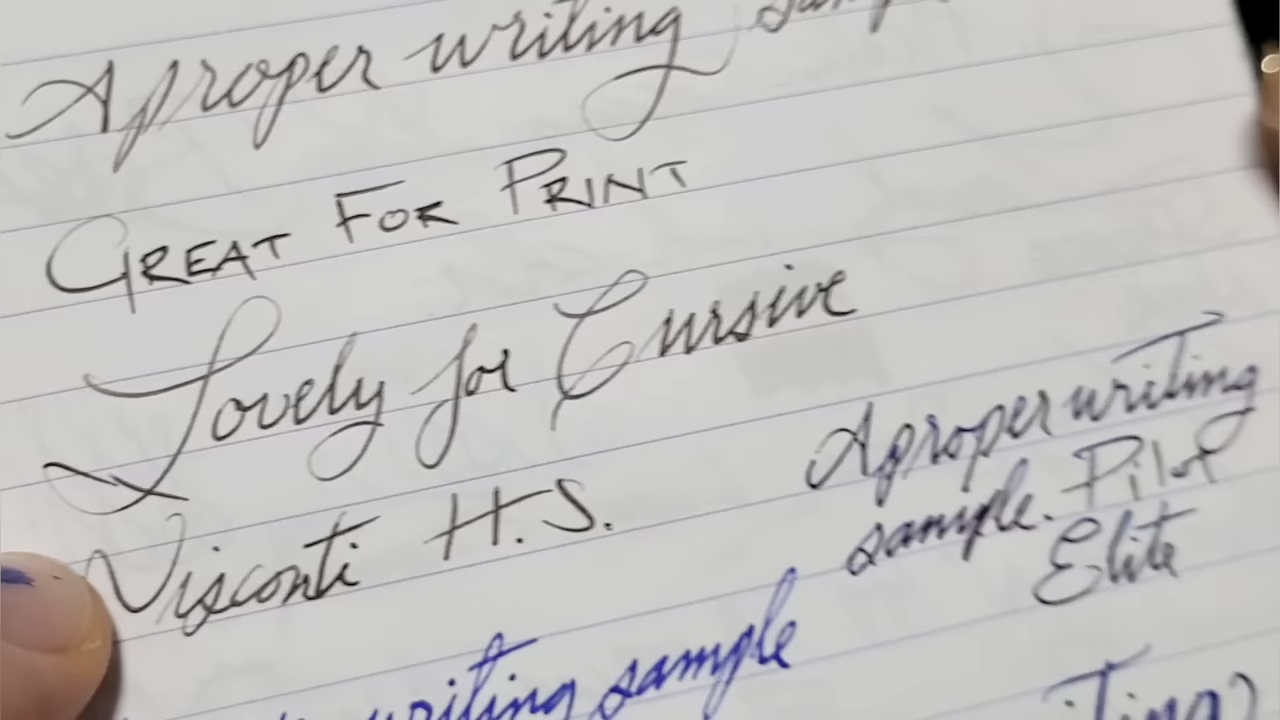 A proper writing
GREAT FOR PRINT
Lovely for Cursive
Visconti H.S.
A proper writing
sample. Pilot
Elite
writing sample